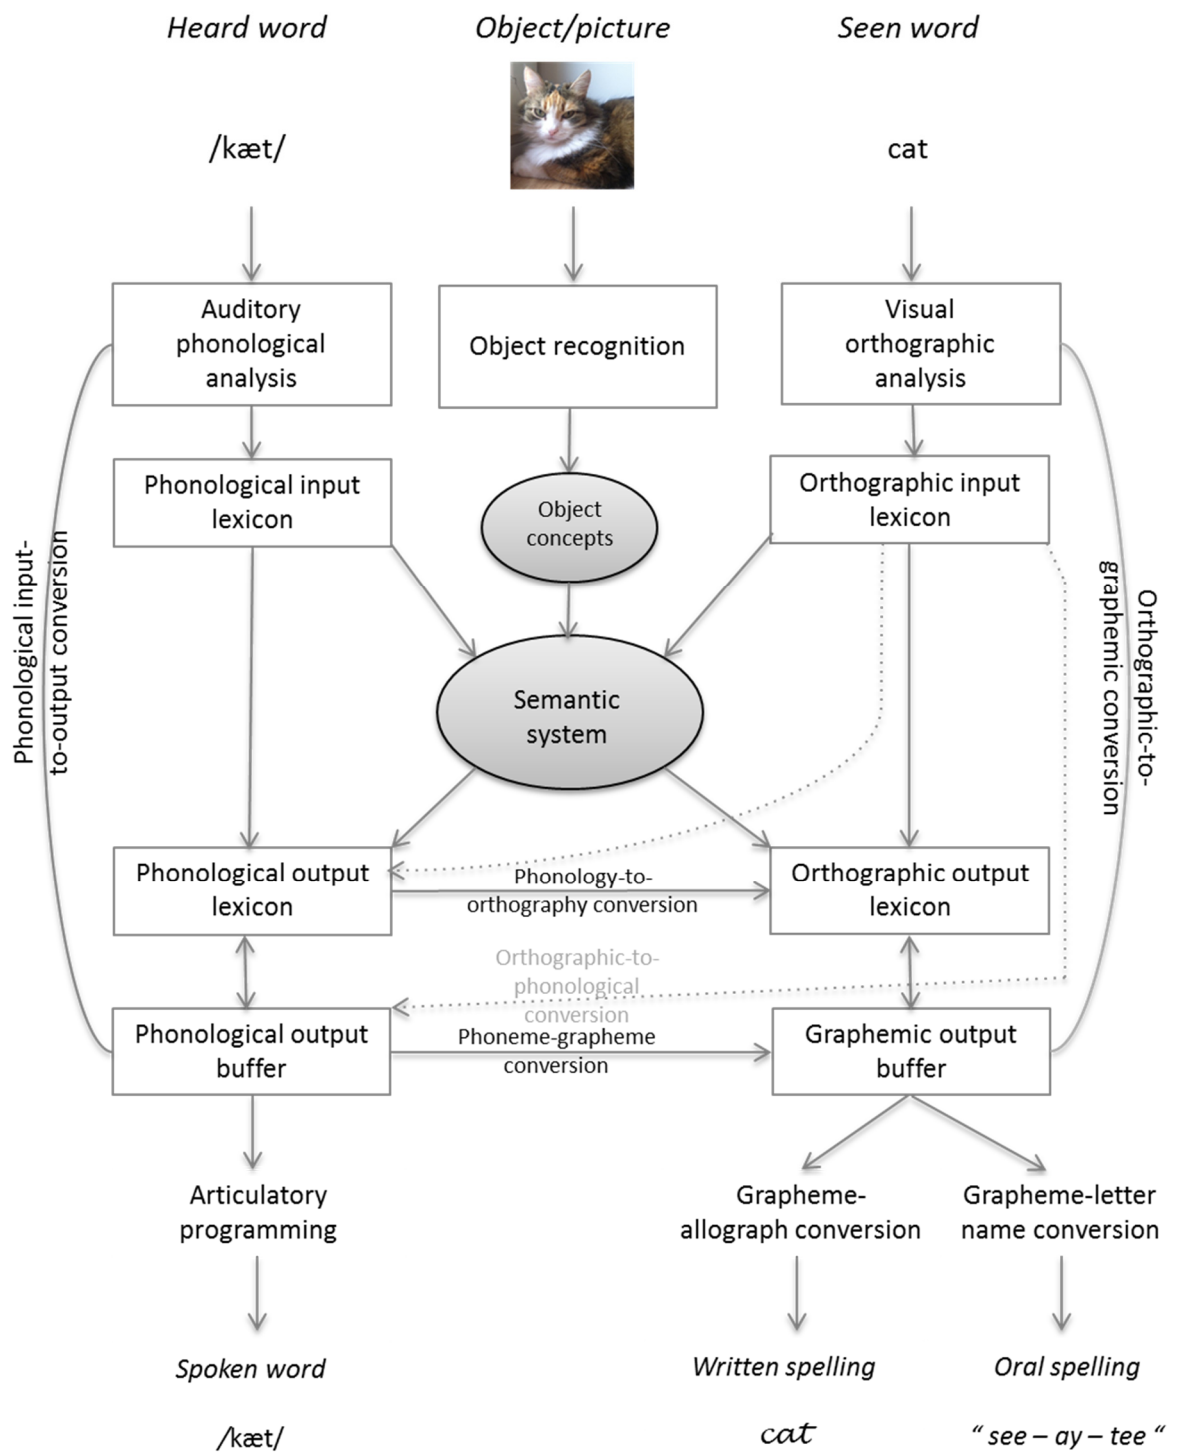 Heard word
Object/picture
Seen word
/kæt/
cat
Auditory
phonological
analysis
Object recognition
Visual
orthographic
analysis
Phonological input
lexicon
Object
concepts
Orthographic input
lexicon
Phonological input-
to-output conversion
Orthographic-to-
graphemic conversion
Semantic
system
Phonological output
lexicon
Phonology-to-
orthography conversion
Orthographic output
lexicon
Orthographic-to-
phonological
conversion
Phonological output
buffer
Phoneme-grapheme
conversion
Graphemic output
buffer
Articulatory
programming
Grapheme-
allograph conversion
Grapheme-letter
name conversion
Spoken word
Written spelling
Oral spelling
/kæt/
cat
“ see – ay – tee “